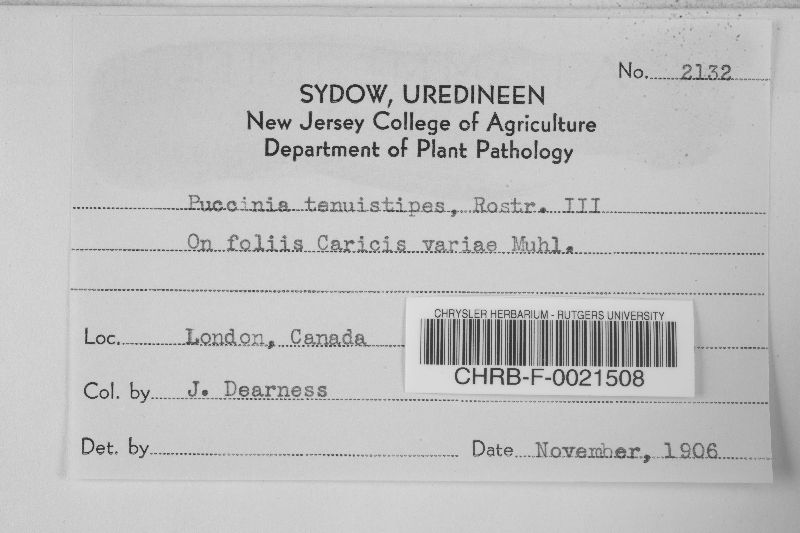 No. 2132
SYDOW, UREDINEEN
New Jersey College of Agriculture
Department of Plant Pathology
Puccinia tenuistipes, Rostr. III
On foliis Caricis variae Muhl.
Loc. London, Canada
CHRYSLER HERBARIUM - RUTGERS UNIVERSITY
CHRB-F-0021508
Col. by J. Dearness
Det. by
Date November, 1906